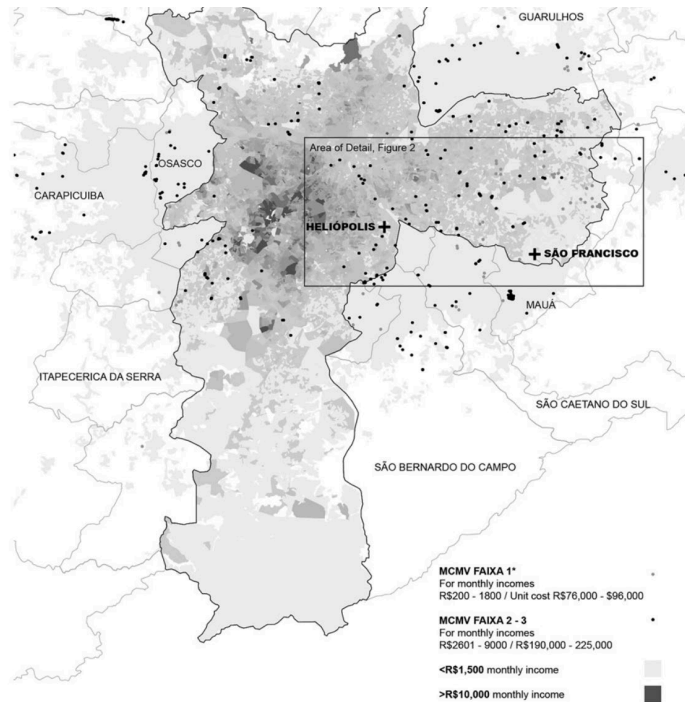 GUARULHOS
Area of Detail, Figure 2
OSASCO
CARAPICUIBA
HELIÓPOLIS
SÃO FRANCISCO
MAUÁ
ITAPECERICA DA SERRA
SÃO CAETANO DO SUL
SÃO BERNARDO DO CAMPO
MCMV FAIXA 1*
For monthly incomes
R$200 - 1800 / Unit cost R$76,000 - $96,000
MCMV FAIXA 2 - 3
For monthly incomes
R$2601 - 9000 / R$190,000 - 225,000
<R$1,500 monthly income
>R$10,000 monthly income